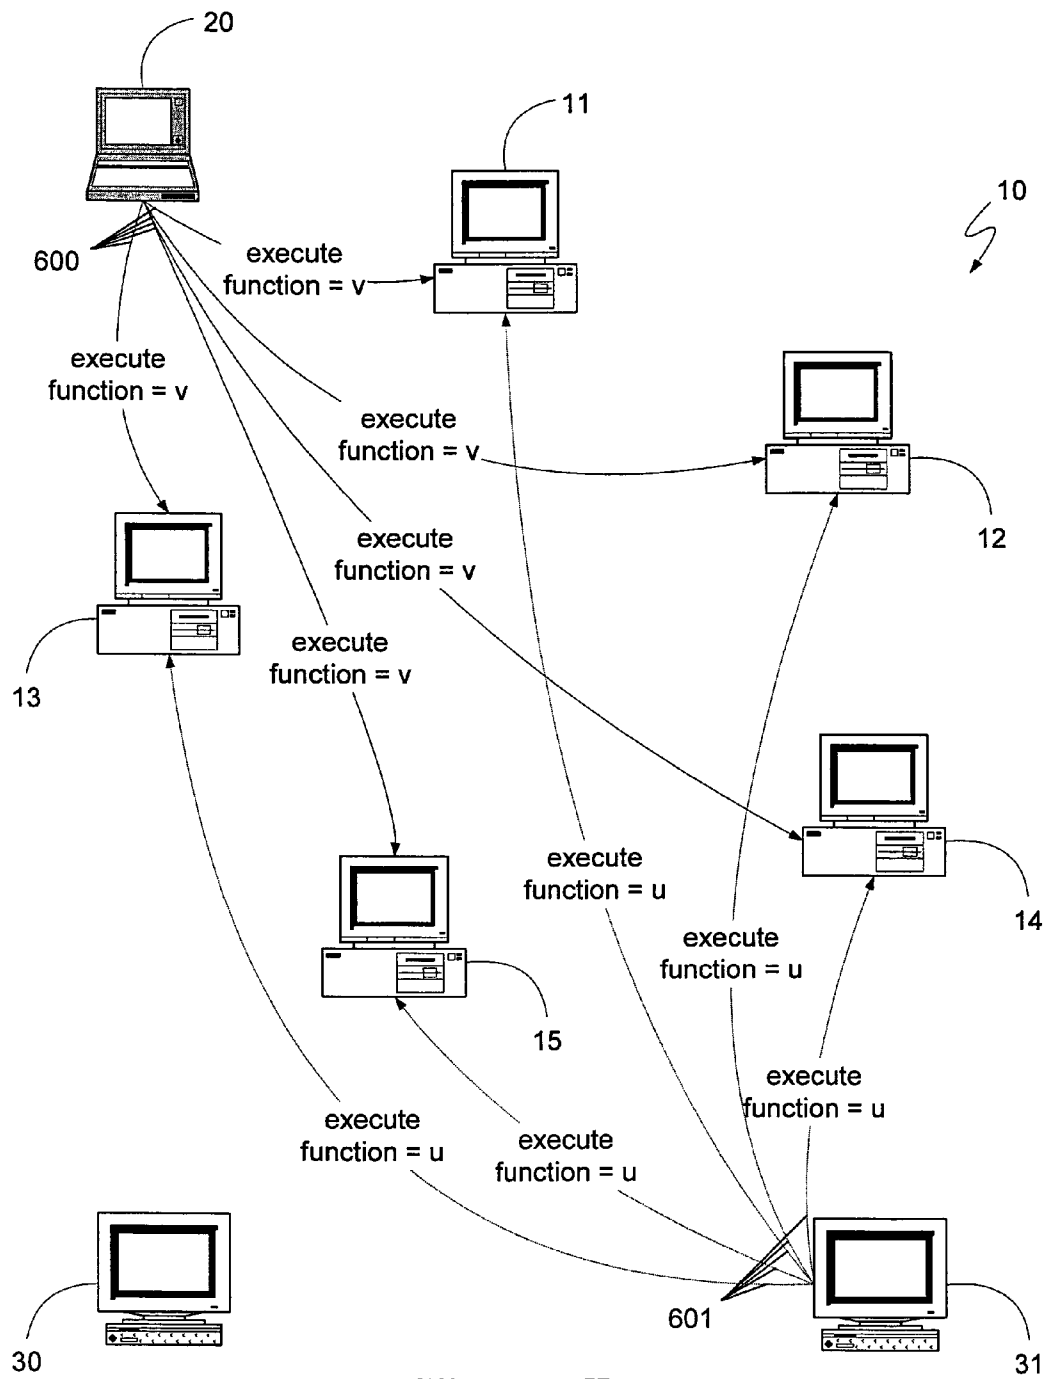 20
11
10
600
execute
function = v
execute
function = v
execute
function = v
12
execute
function = v
13
execute
function = v
execute
function = u
14
execute
function = u
15
execute
function = u
execute
function = u
execute
function = u
30
601
31